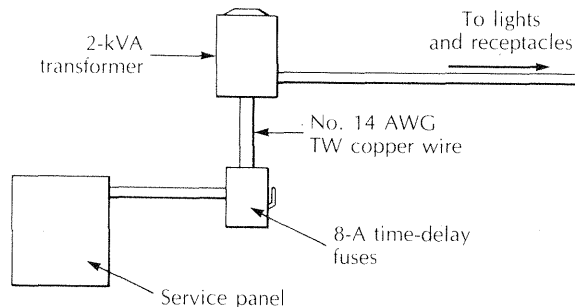 2-kVA
transformer
To lights
and receptacles
No. 14 AWG
TW copper wire
8-A time-delay
fuses
Service panel